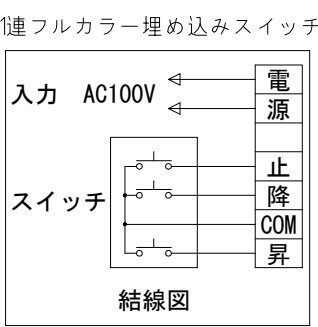 1連フルカラー埋め込みスイッチ
入力 AC100V
電
源
止
スイッチ
降
COM
昇
結線図